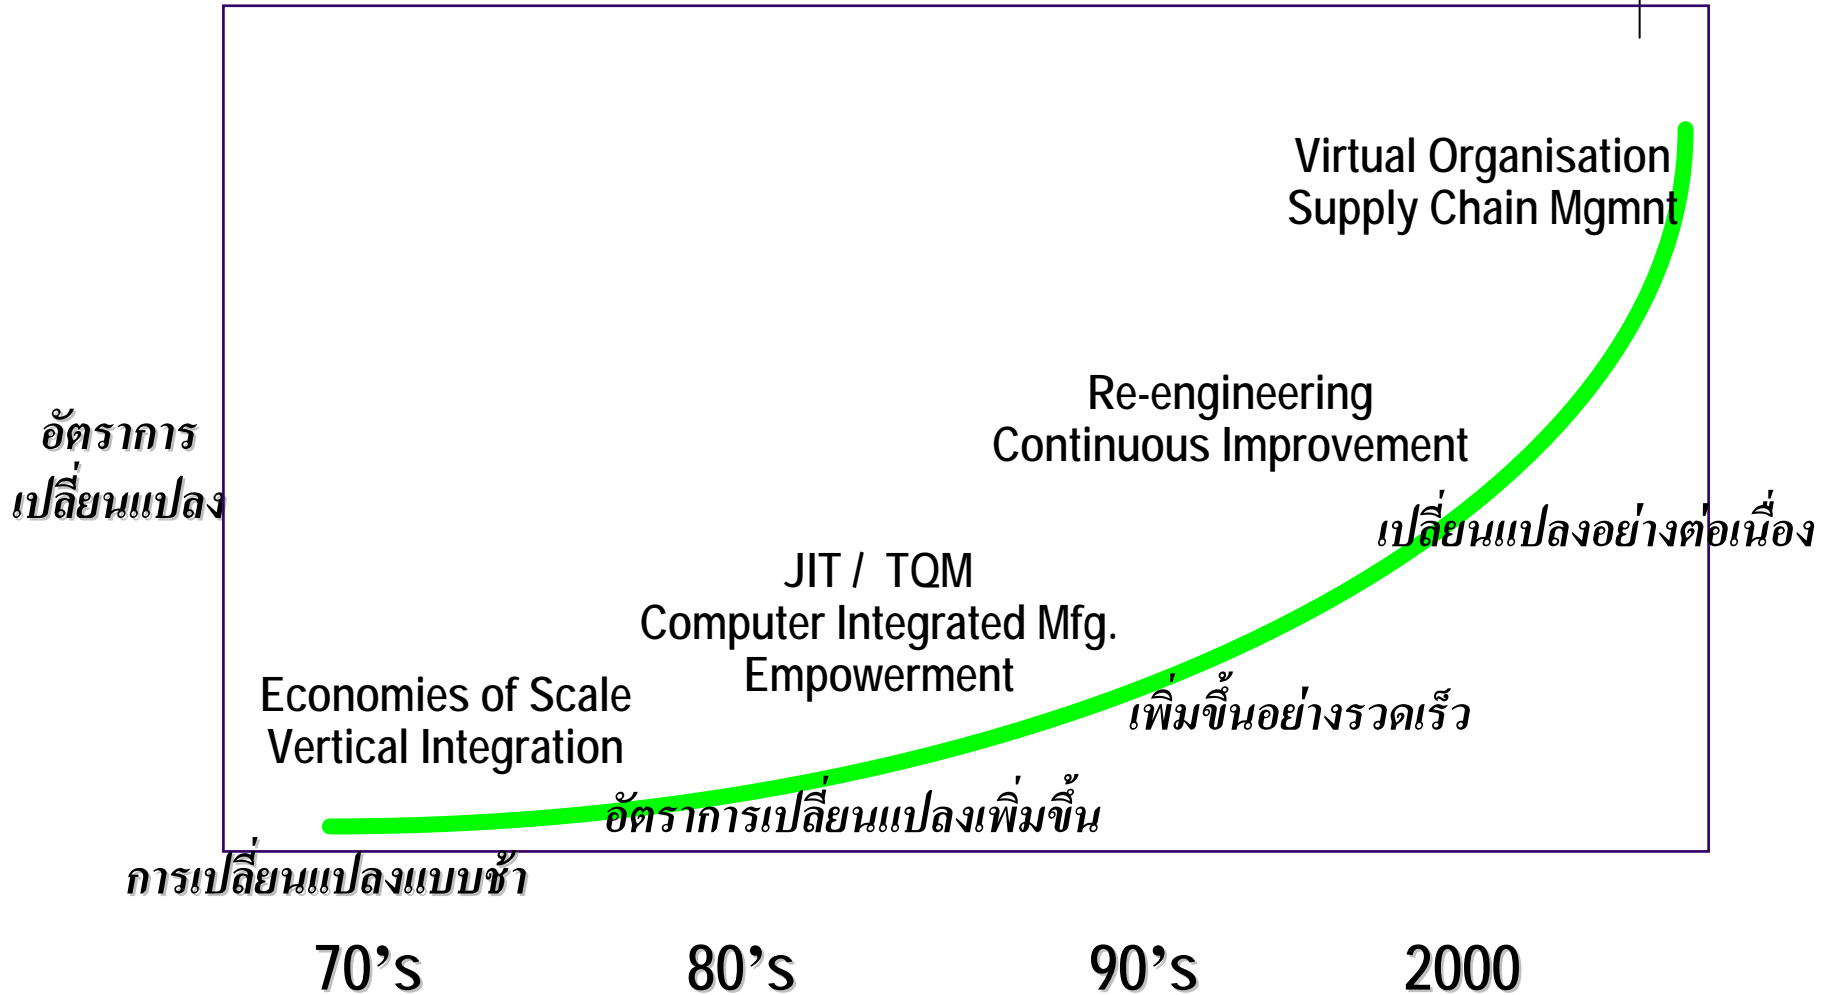 Virtual Organisation
Supply Chain Mgmnt
Re-engineering
Continuous Improvement
อัตราการ
เปลี่ยนแปลง
เปลี่ยนแปลงอย่างต่อเนื่อง
JIT / TQM
Computer Integrated Mfg.
Empowerment
Economies of Scale
Vertical Integration
เพิ่มขึ้นอย่างรวดเร็ว
อัตราการเปลี่ยนแปลงเพิ่มขึ้น
การเปลี่ยนแปลงแบบช้า
70’s 80’s 90’s 2000